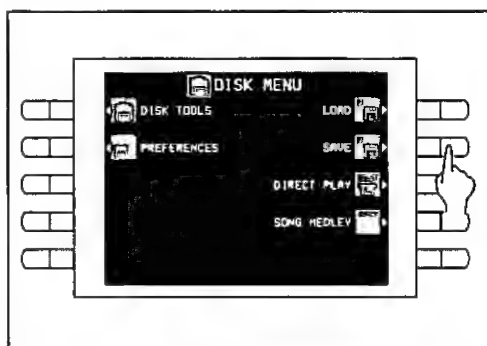 DISK MENU
DISK TOOLS LOAD
PREFERENCES SAVE
DIRECT PLAY
SONG MEDLEY